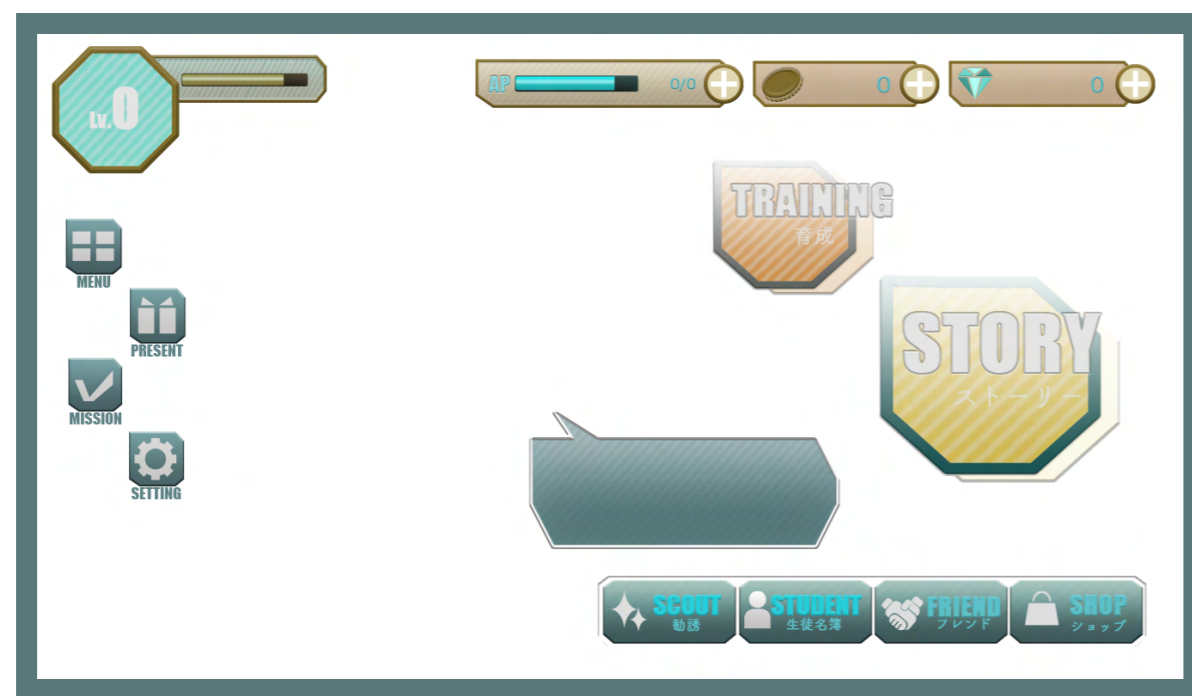 Lv.0
AP 0/0
0
0
TRAINING
育成
STORY
ストーリー
MENU
PRESENT
MISSION
SETTING
SCOUT
勧誘
STUDENT
生徒名簿
FRIEND
フレンド
SHOP
ショップ